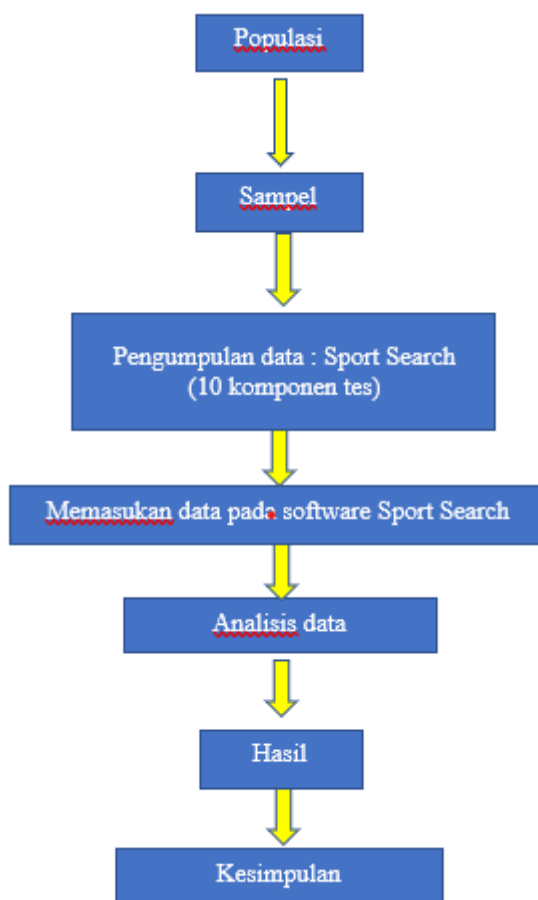 Populasi
Sampel
Pengumpulan data : Sport Search
(10 komponen tes)
Memasukan data pada software Sport Search
Analisis data
Hasil
Kesimpulan